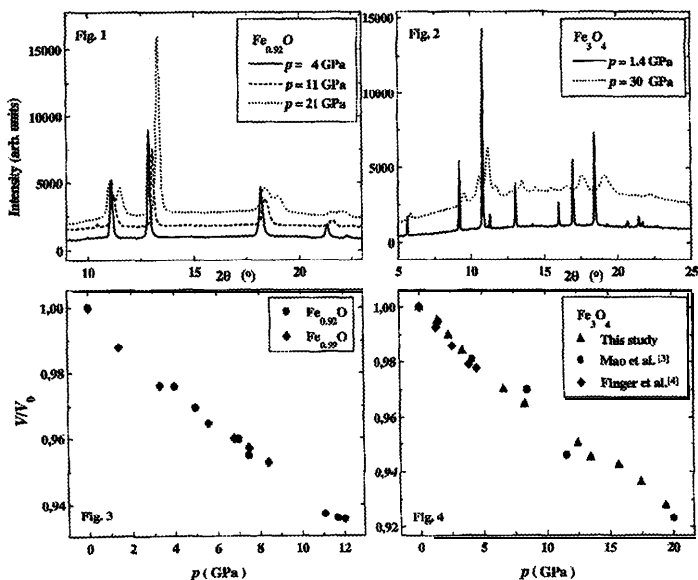 Fig. 1
Fe0.92O
p = 4 GPa
p = 11 GPa
p = 21 GPa
15000
10000
5000
0
Intensity (arb. units)
10
15
20
2θ (°)
Fig. 2
Fe3O4
p = 1.4 GPa
p = 30 GPa
15000
10000
5000
0
5
10
15
20
25
2θ (°)
1,00
0,98
0,96
0,94
V/V0
Fe0.92O
Fe0.99O
Fig. 3
0
2
4
6
8
10
12
p ( GPa)
1,00
0,98
0,96
0,94
0,92
Fe3O4
This study
Mao et al.[3]
Finger et al.[4]
Fig. 4
0
5
10
15
20
p ( GPa)